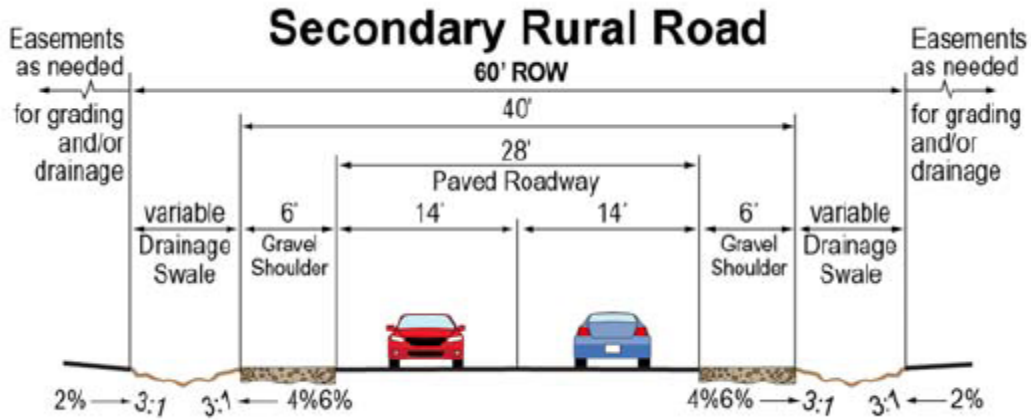 Secondary Rural Road
Easements
as needed
for grading
and/or
drainage
60' ROW
Easements
as needed
for grading
and/or
drainage
40'
28'
Paved Roadway
variable
Drainage
Swale
6'
Gravel
Shoulder
14'
14'
6'
Gravel
Shoulder
variable
Drainage
Swale
2% 3:1 3:1 4%6% 4%6% 3:1 3:1 2%